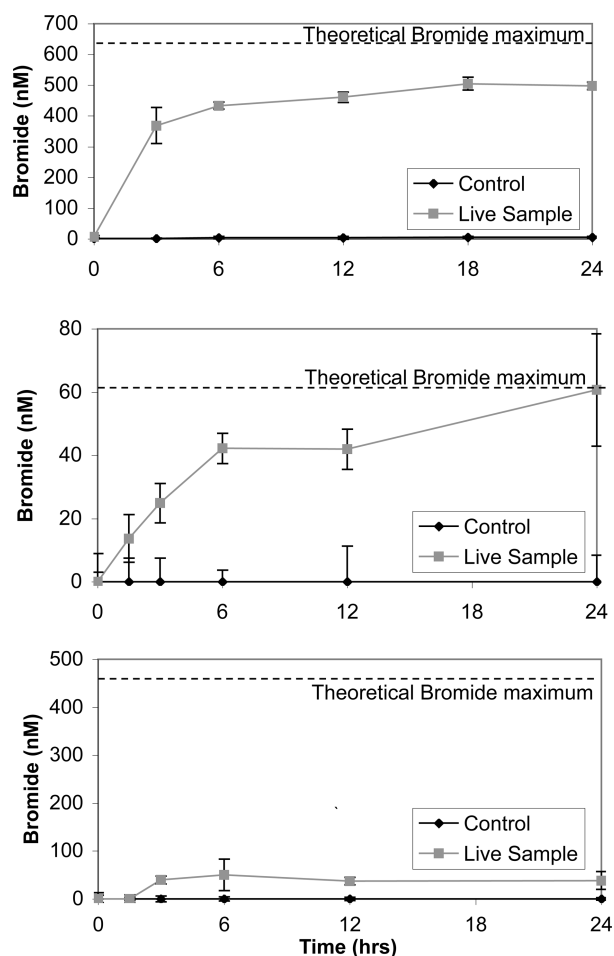 700
600
500
400
300
200
100
0
Bromide (nM)
Theoretical Bromide maximum
Control
Live Sample
0 6 12 18 24
80
60
40
20
0
Bromide (nM)
Theoretical Bromide maximum
Control
Live Sample
0 6 12 18 24
500
400
300
200
100
0
Bromide (nM)
Theoretical Bromide maximum
Control
Live Sample
0 6 12 18 24
Time (hrs)